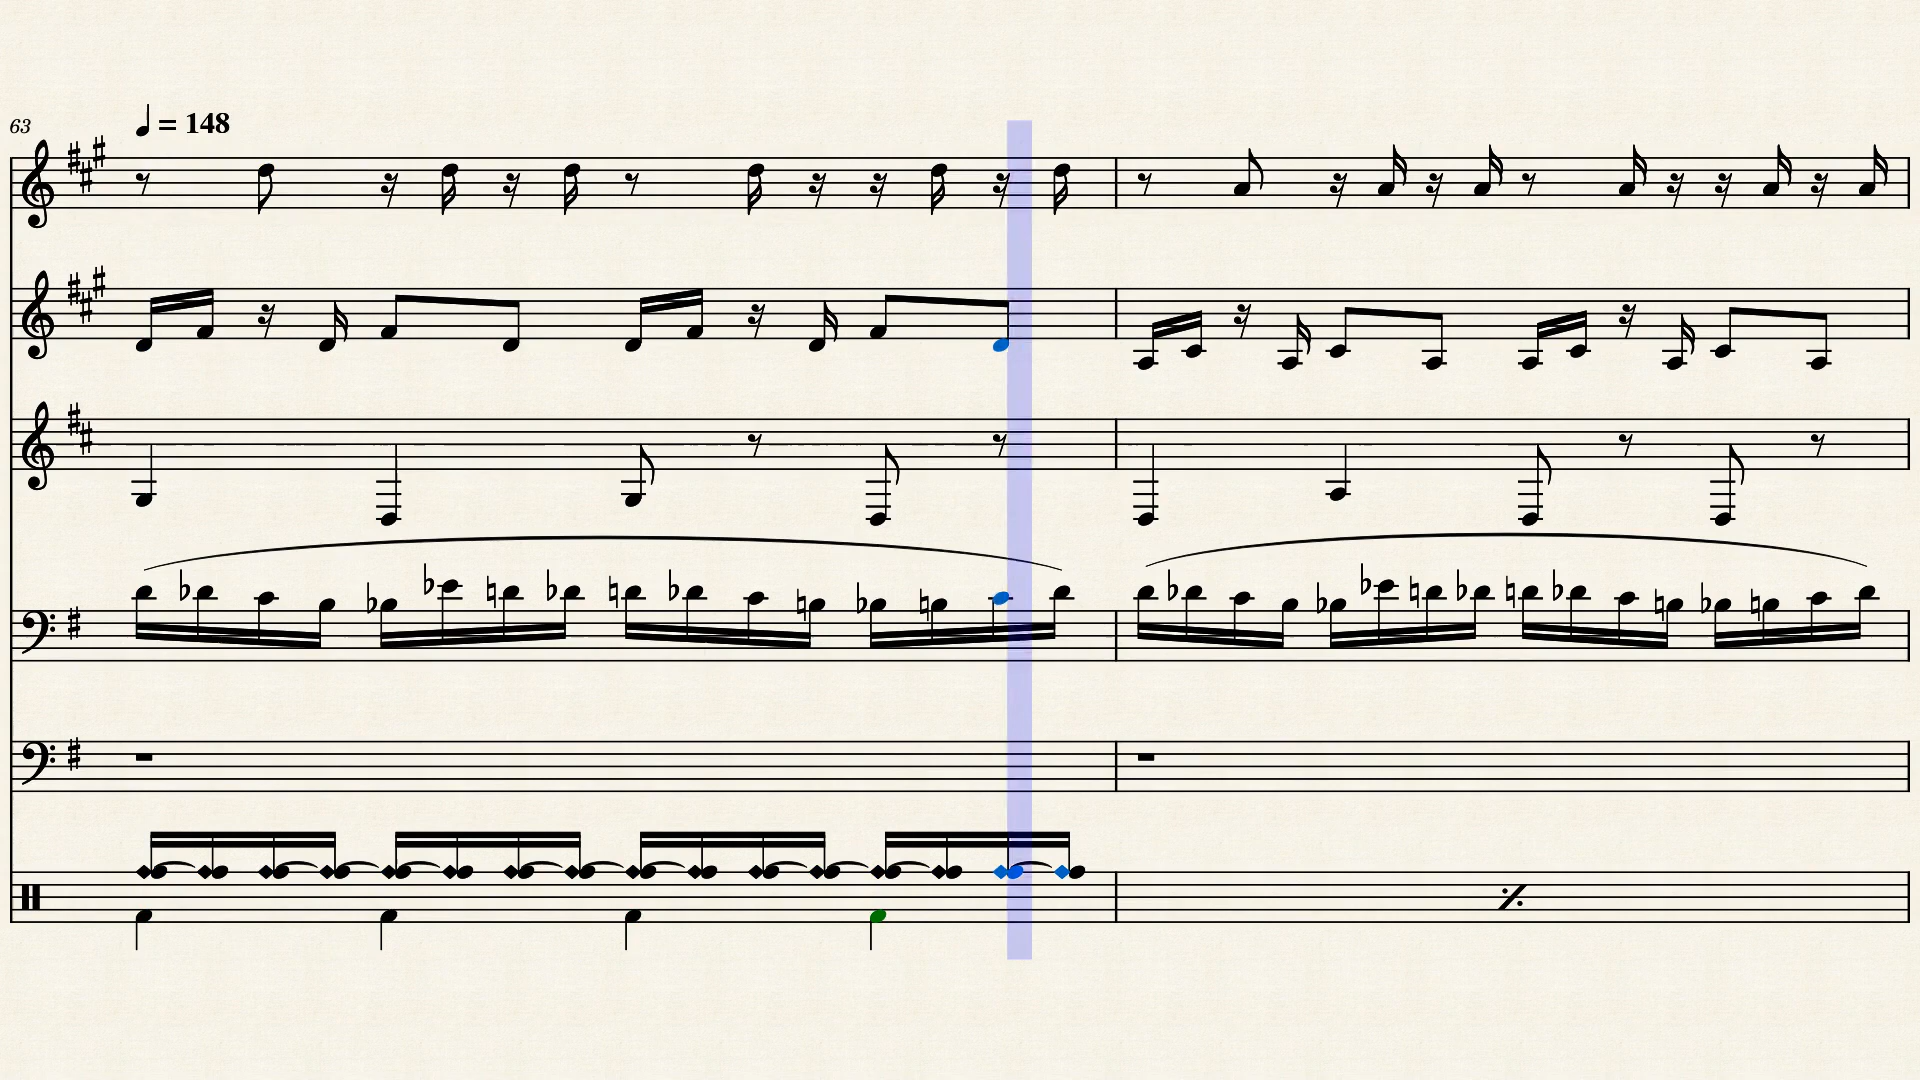 63
♩ = 148